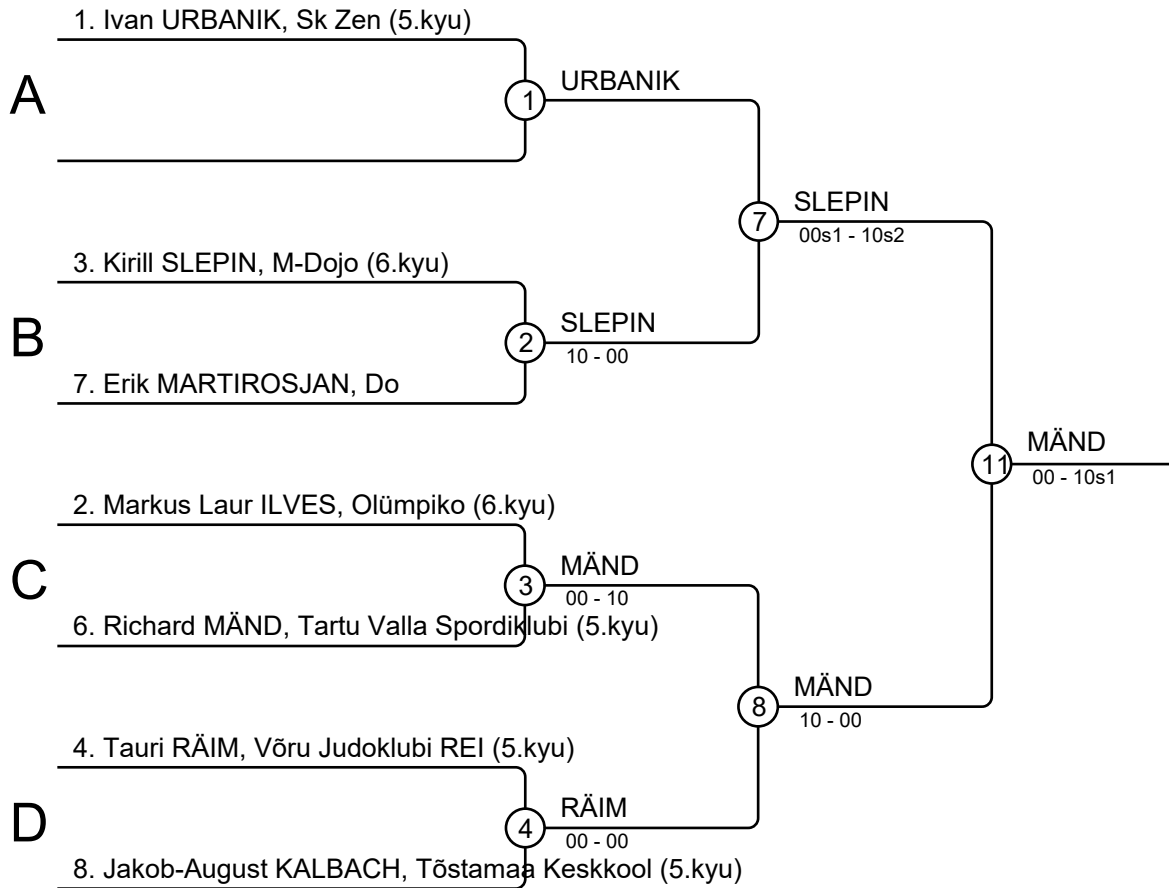 1. Ivan URBANIK, Sk Zen (5.kyu)
A
1
URBANIK
7
SLEPIN
00s1 - 10s2
3. Kirill SLEPIN, M-Dojo (6.kyu)
B
2
SLEPIN
10 - 00
7. Erik MARTIROSJAN, Do
11
MÄND
00 - 10s1
2. Markus Laur ILVES, Olümpiko (6.kyu)
C
3
MÄND
00 - 10
6. Richard MÄND, Tartu Valla Spordiklubi (5.kyu)
8
MÄND
10 - 00
4. Tauri RÄIM, Võru Judoklubi REI (5.kyu)
D
4
RÄIM
00 - 00
8. Jakob-August KALBACH, Tõstamaa Keskkool (5.kyu)